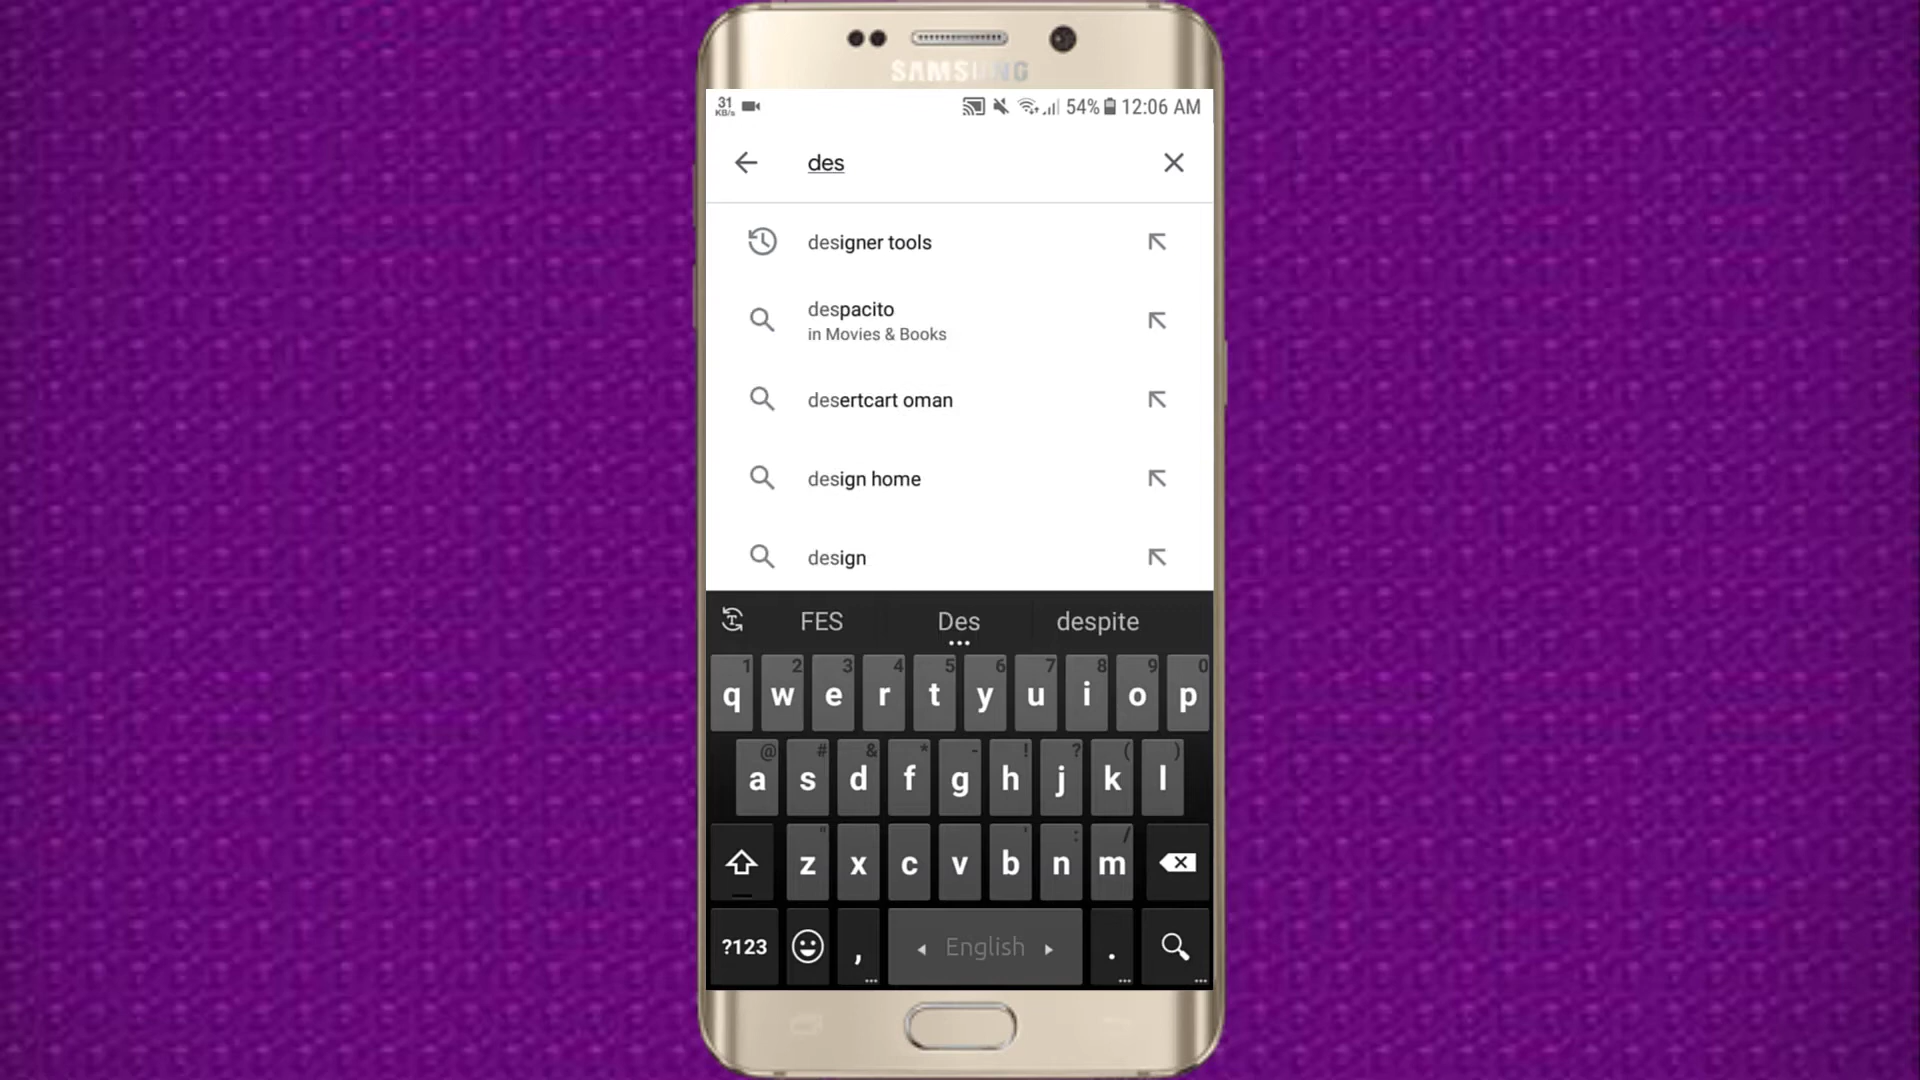 SAMSUNG
31 KB/s 54% 12:06 AM
des
designer tools
despacito
in Movies & Books
desertcart oman
design home
design
FES Des despite
1 2 3 4 5 6 7 8 9 0
q w e r t y u i o p
@ # & * - ! ? ( )
a s d f g h j k l
" ' : /
z x c v b n m
?123 , English .